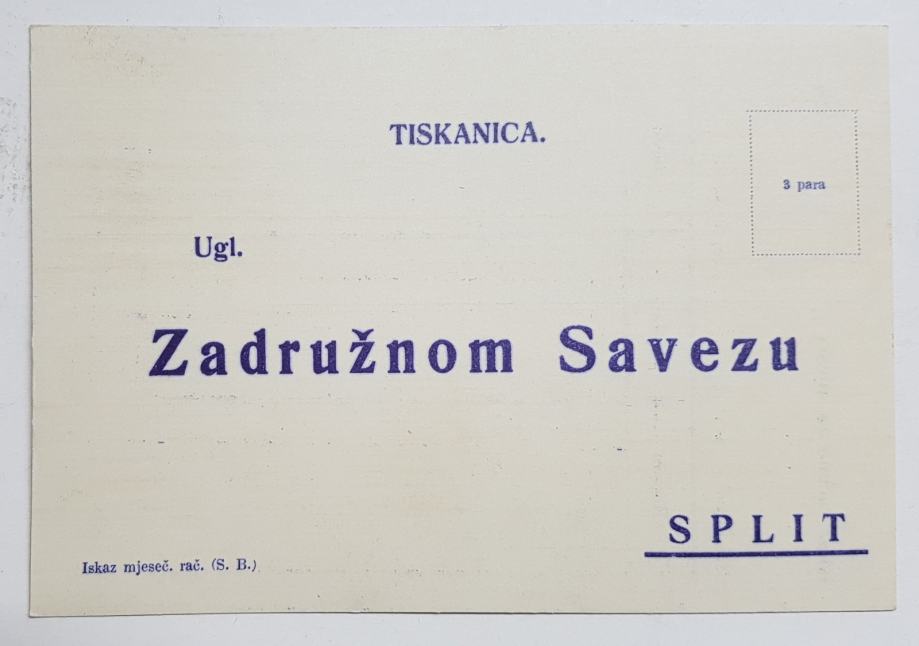 TISKANICA.
3 para
Ugl.
Zadružnom Savezu
SPLIT
Iskaz mjeseč. rač. (S. B.)